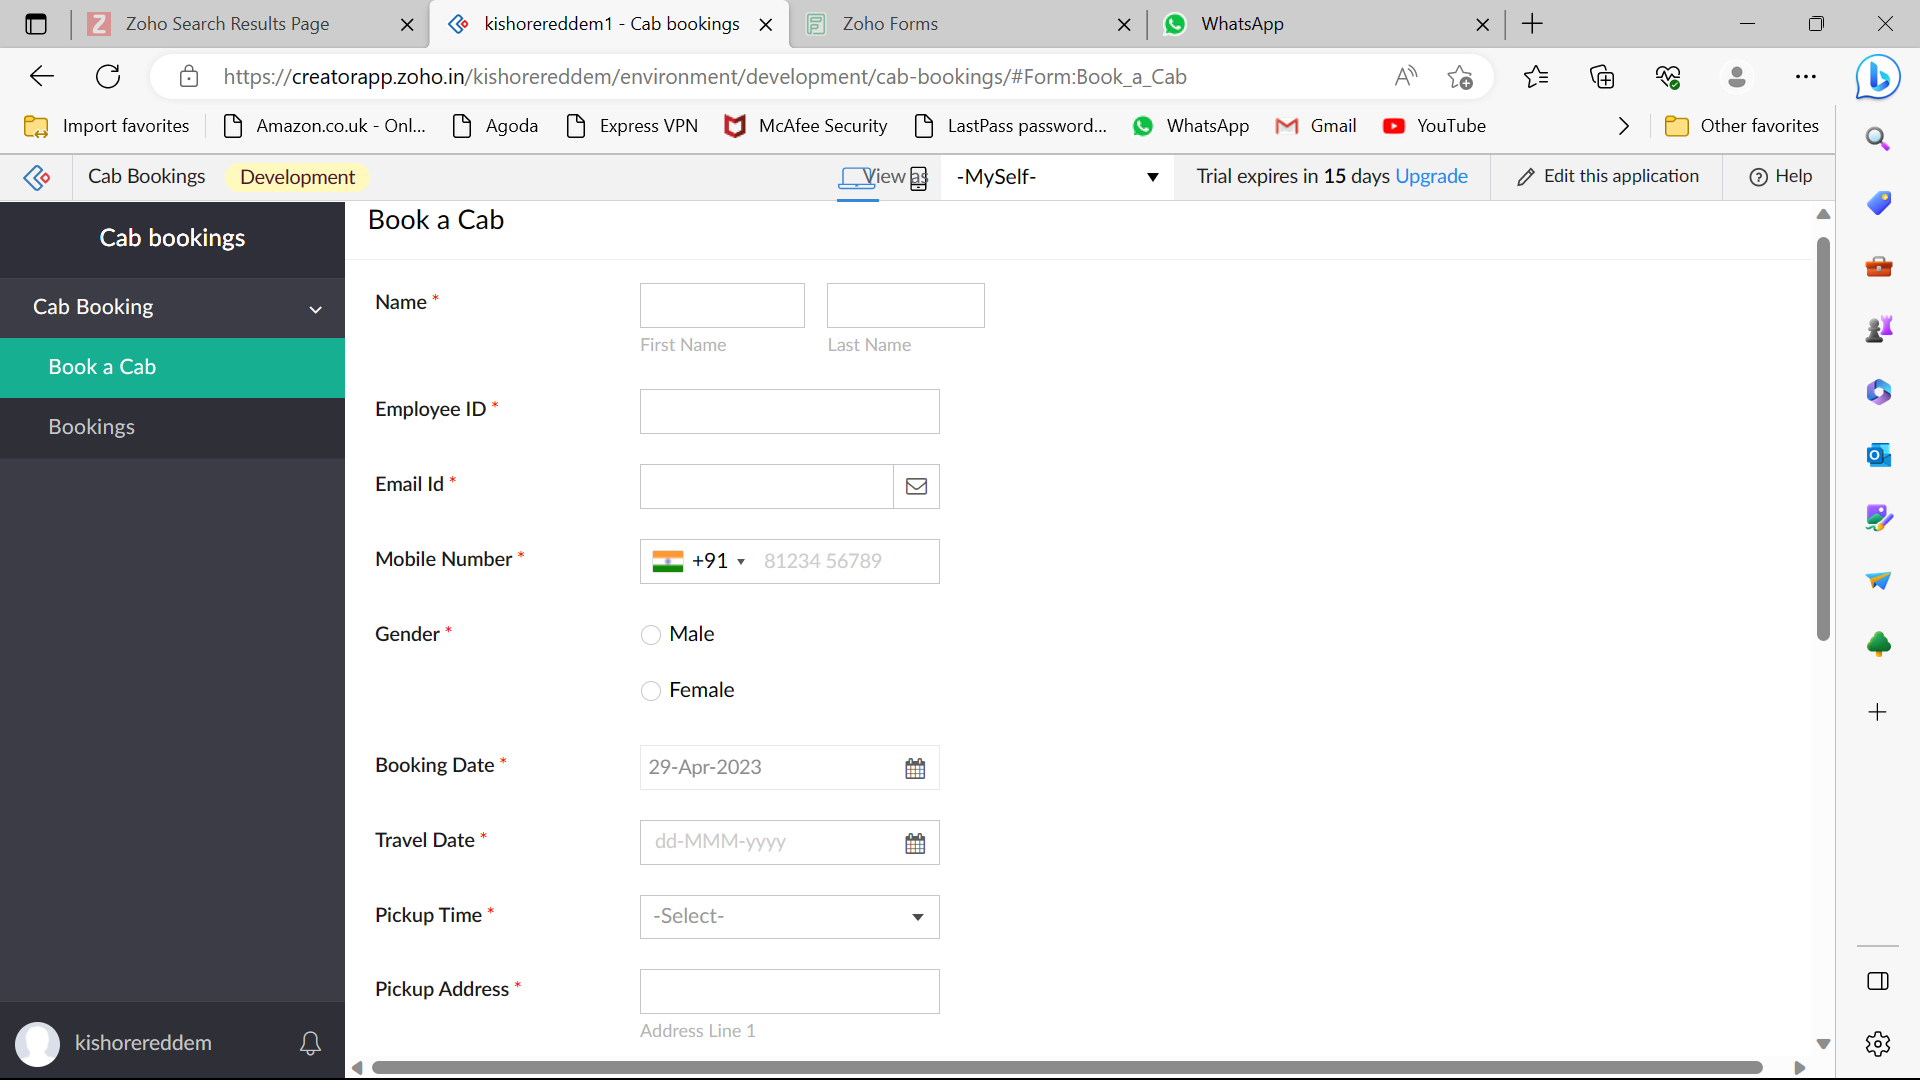 Zoho Search Results Page
kishorereddem1 - Cab bookings
Zoho Forms
WhatsApp
https://creatorapp.zoho.in/kishorereddem/environment/development/cab-bookings/#Form:Book_a_Cab
Import favorites
Amazon.co.uk - Onl...
Agoda
Express VPN
McAfee Security
LastPass password...
WhatsApp
Gmail
YouTube
Other favorites
Cab Bookings
Development
View as
-MySelf-
Trial expires in 15 days Upgrade
Edit this application
Help
Cab bookings
Cab Booking
Book a Cab
Bookings
kishorereddem
Book a Cab
Name *
First Name
Last Name
Employee ID *
Email Id *
Mobile Number *
+91
81234 56789
Gender *
Male
Female
Booking Date *
29-Apr-2023
Travel Date *
dd-MMM-yyyy
Pickup Time *
-Select-
Pickup Address *
Address Line 1